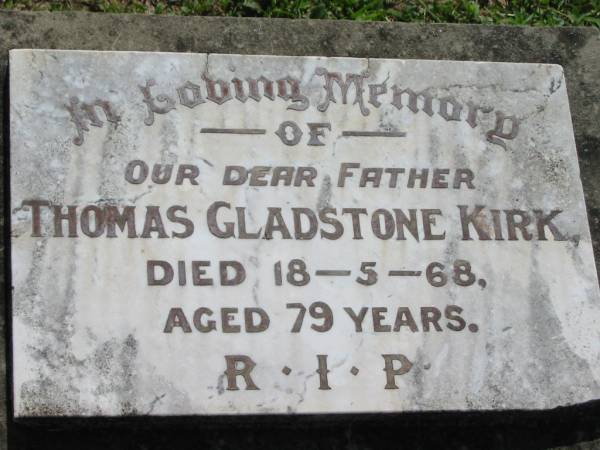 In Loving Memory
— OF —
OUR DEAR FATHER
THOMAS GLADSTONE KIRK,
DIED 18-5-68,
AGED 79 YEARS.
R·I·P